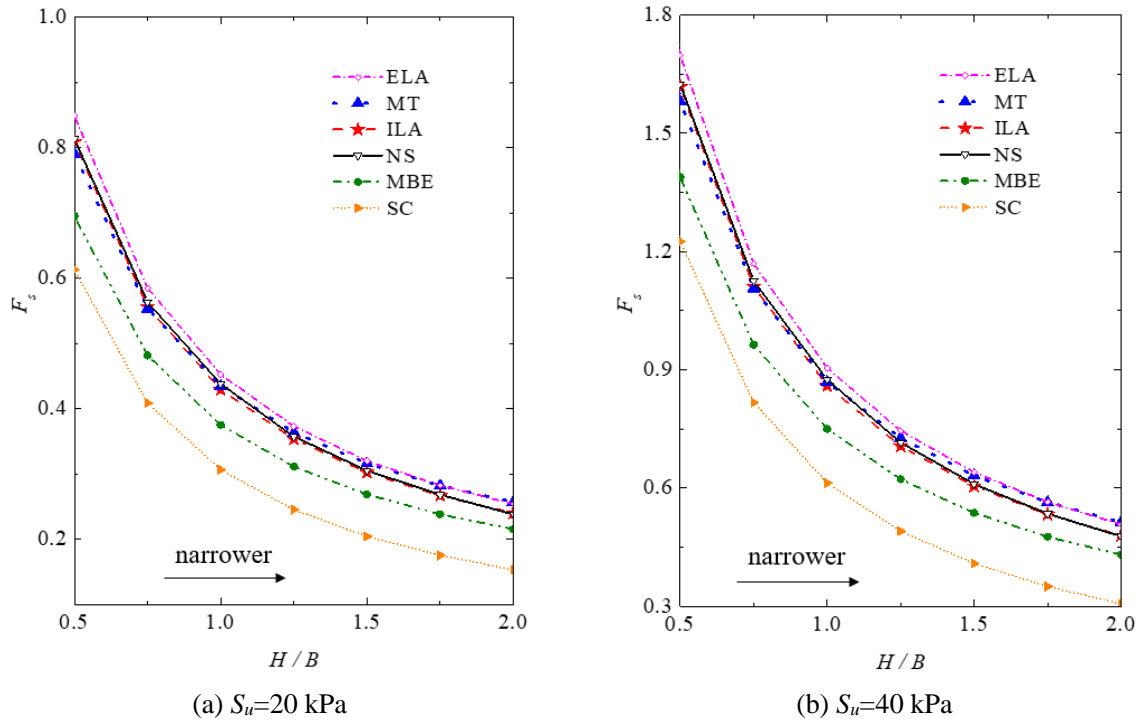 1.0
0.8
0.6
0.4
0.2
F s
ELA
MT
ILA
NS
MBE
SC
narrower
0.5 1.0 1.5 2.0
H / B
(a) Su=20 kPa
1.8
1.5
1.2
0.9
0.6
0.3
F s
ELA
MT
ILA
NS
MBE
SC
narrower
0.5 1.0 1.5 2.0
H / B
(b) Su=40 kPa